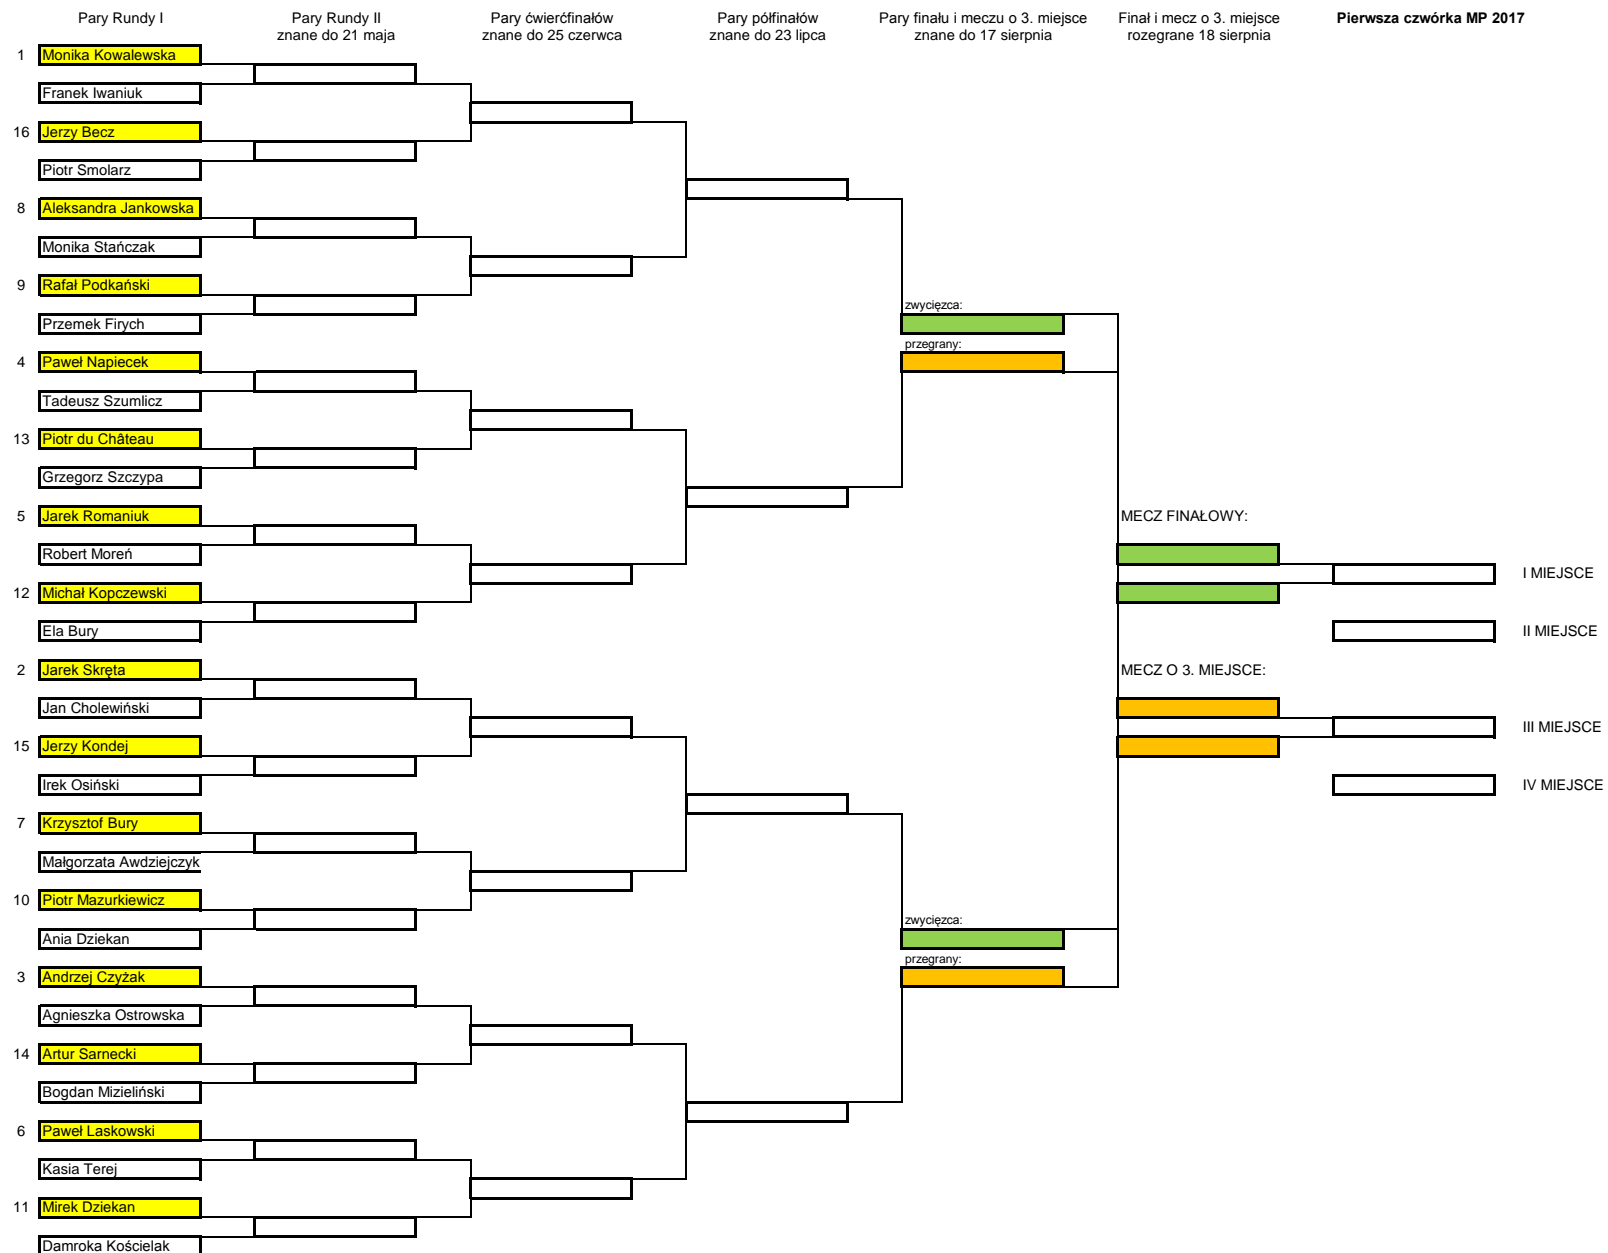 Pary Rundy I
Pary Rundy II
znane do 21 maja
Pary ćwierćfinałów
znane do 25 czerwca
Pary półfinałów
znane do 23 lipca
Pary finału i meczu o 3. miejsce
znane do 17 sierpnia
Finał i mecz o 3. miejsce
rozegrane 18 sierpnia
Pierwsza czwórka MP 2017
1 Monika Kowalewska
Franek Iwaniuk
16 Jerzy Becz
Piotr Smolarz
8 Aleksandra Jankowska
Monika Stańczak
9 Rafał Podkański
Przemek Firych
4 Paweł Napiecek
Tadeusz Szumlicz
13 Piotr du Château
Grzegorz Szczypa
5 Jarek Romaniuk
Robert Moreń
12 Michał Kopczewski
Ela Bury
2 Jarek Skręta
Jan Cholewiński
15 Jerzy Kondej
Irek Osiński
7 Krzysztof Bury
Małgorzata Awdziejczyk
10 Piotr Mazurkiewicz
Ania Dziekan
3 Andrzej Czyżak
Agnieszka Ostrowska
14 Artur Sarnecki
Bogdan Mizieliński
6 Paweł Laskowski
Kasia Terej
11 Mirek Dziekan
Damroka Kościelak
zwycięzca:
przegrany:
zwycięzca:
przegrany:
MECZ FINAŁOWY:
MECZ O 3. MIEJSCE:
I MIEJSCE
II MIEJSCE
III MIEJSCE
IV MIEJSCE